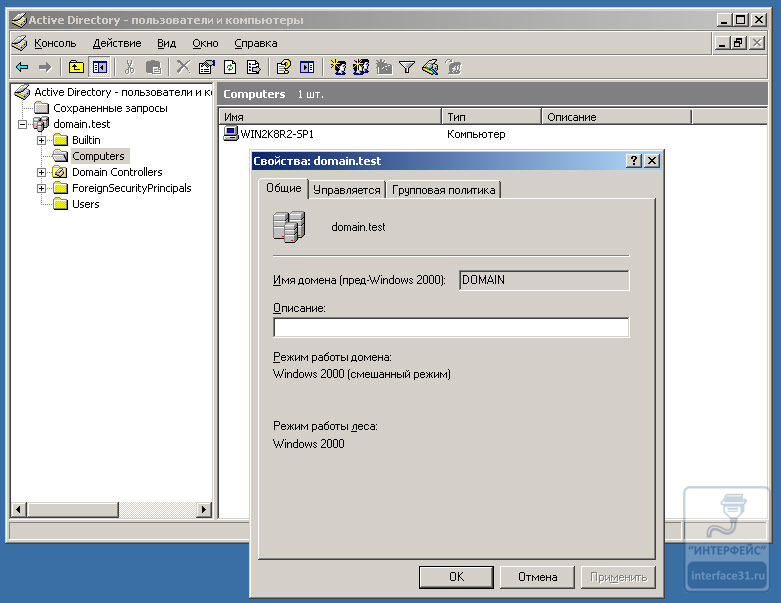 Active Directory - пользователи и компьютеры
Консоль Действие Вид Окно Справка
Active Directory - пользователи и к
Сохраненные запросы
domain.test
Builtin
Computers
Domain Controllers
ForeignSecurityPrincipals
Users
Computers 1 шт.
Имя Тип Описание
WIN2K8R2-SP1 Компьютер
Свойства: domain.test
Общие Управляется Групповая политика
domain.test
Имя домена (пред-Windows 2000): DOMAIN
Описание:
Режим работы домена:
Windows 2000 (смешанный режим)
Режим работы леса:
Windows 2000
OK Отмена Применить
"ИНТЕРФЕЙС"
interface31.ru